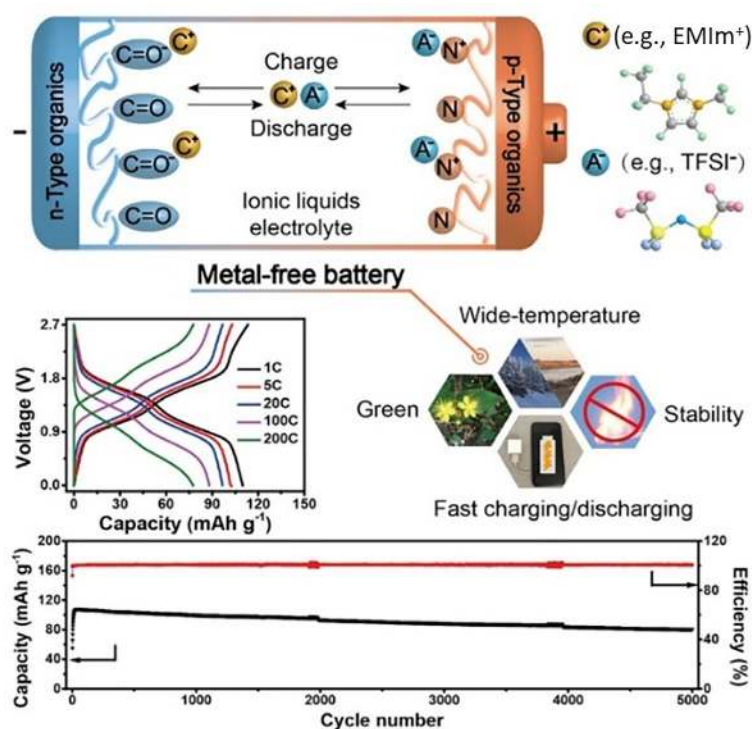 n-Type organics
-
C=O⁻ C⁺
C=O
C=O⁻ C⁺
C=O
Charge
C⁺ A⁻
Discharge
Ionic liquids
electrolyte
A⁻ N⁺
N
A⁻ N⁺
N
p-Type organics
+
C⁺ (e.g., EMIm⁺)
A⁻ (e.g., TFSI⁻)
Metal-free battery
Wide-temperature
Green
Stability
Fast charging/discharging
Voltage (V)
2.7
1.8
0.9
0.0
1C
5C
20C
100C
200C
0 30 60 90 120 150
Capacity (mAh g⁻¹)
Capacity (mAh g⁻¹)
200
160
120
80
40
0
120
80
40
0
Efficiency (%)
0 1000 2000 3000 4000 5000
Cycle number